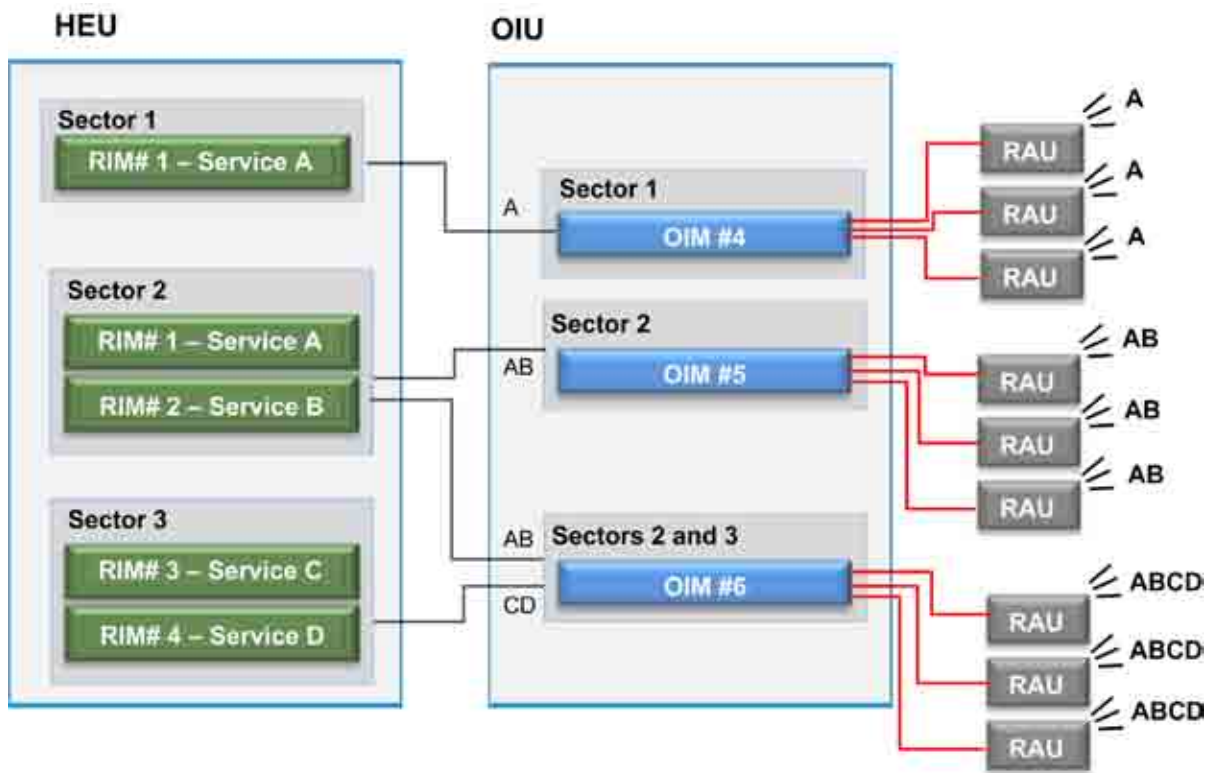 HEU
OIU
Sector 1
RIM# 1 – Service A
Sector 2
RIM# 1 – Service A
RIM# 2 – Service B
Sector 3
RIM# 3 – Service C
RIM# 4 – Service D
A
Sector 1
OIM #4
AB
Sector 2
OIM #5
AB
CD
Sectors 2 and 3
OIM #6
RAU
A
RAU
A
RAU
A
RAU
AB
RAU
AB
RAU
AB
RAU
ABCD
RAU
ABCD
RAU
ABCD